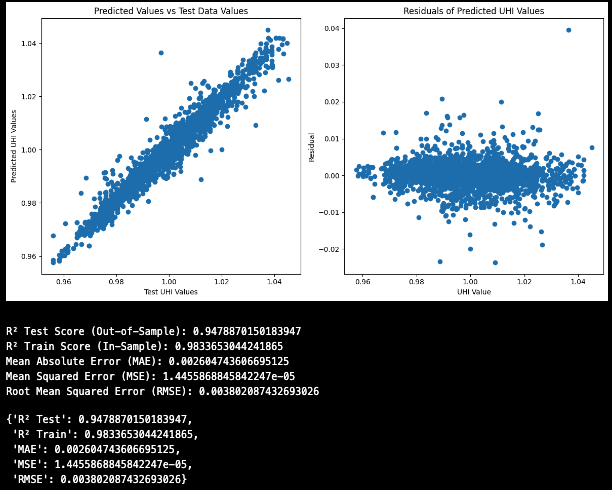 Predicted Values vs Test Data Values
Predicted UHI Values
1.04
1.02
1.00
0.98
0.96
0.96 0.98 1.00 1.02 1.04
Test UHI Values
Residuals of Predicted UHI Values
Residual
0.04
0.03
0.02
0.01
0.00
−0.01
−0.02
0.96 0.98 1.00 1.02 1.04
UHI Value
R² Test Score (Out-of-Sample): 0.9478870150183947
R² Train Score (In-Sample): 0.9833653044241865
Mean Absolute Error (MAE): 0.002604743606695125
Mean Squared Error (MSE): 1.4455868845842247e-05
Root Mean Squared Error (RMSE): 0.003802087432693026
{'R² Test': 0.9478870150183947,
'R² Train': 0.9833653044241865,
'MAE': 0.002604743606695125,
'MSE': 1.4455868845842247e-05,
'RMSE': 0.003802087432693026}